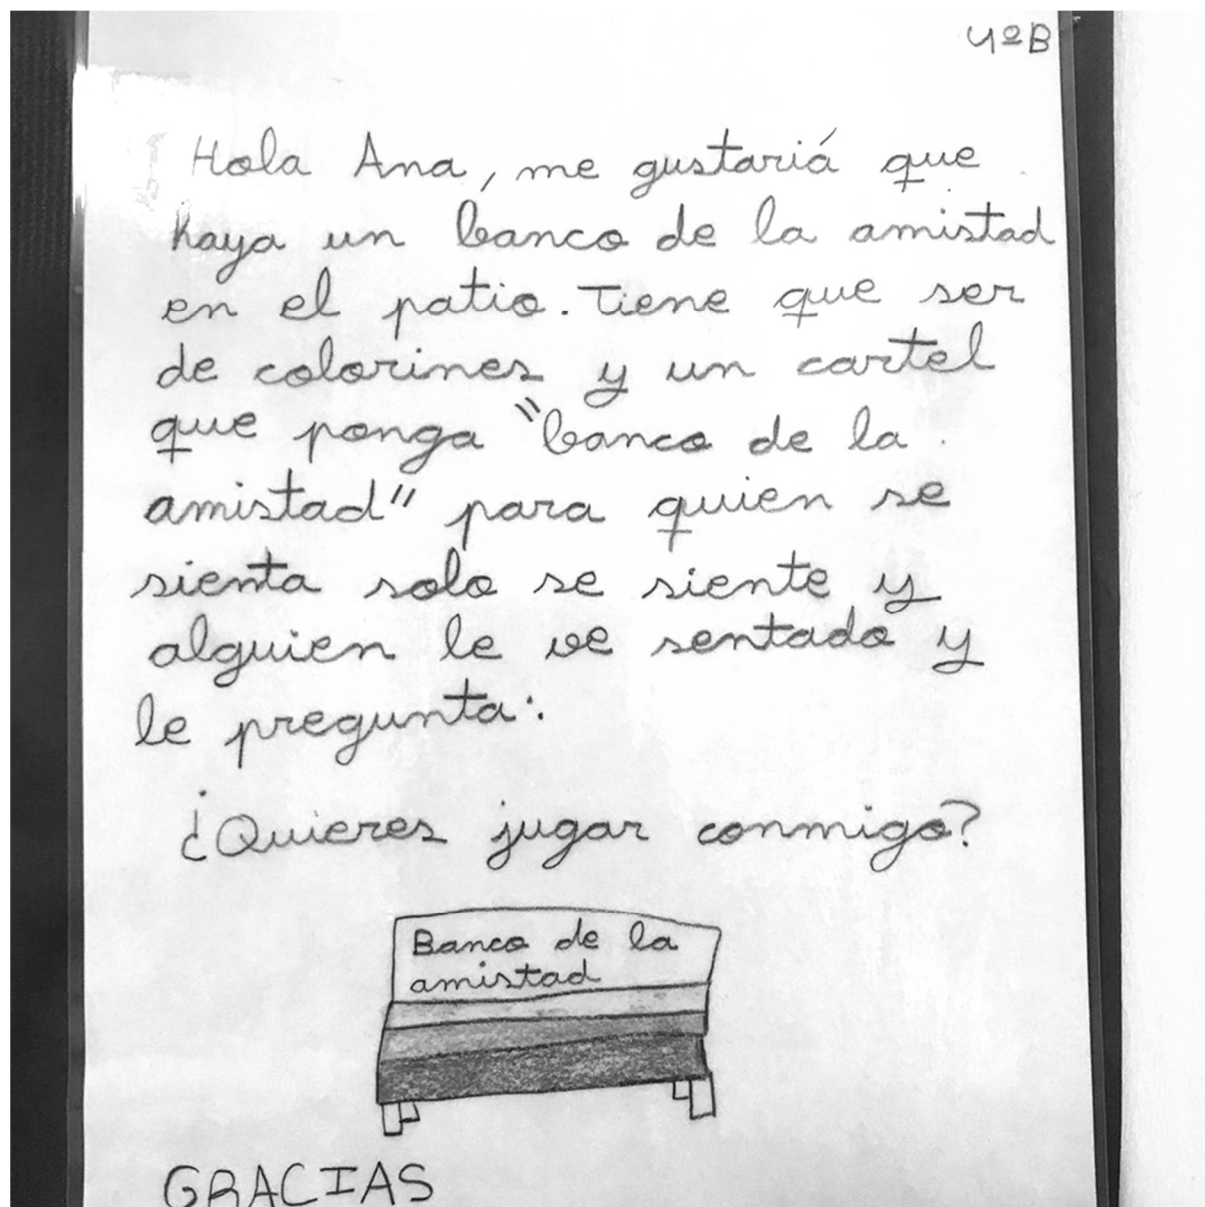 4ºB
Hola Ana, me gustariá que
haya un banco de la amistad
en el patio. Tiene que ser
de colorines y un cartel
que ponga "banco de la
amistad" para quien se
sienta solo se siente y
alguien le ve sentado y
le pregunta:
¿Quieres jugar conmigo?
Banco de la
amistad
GRACIAS